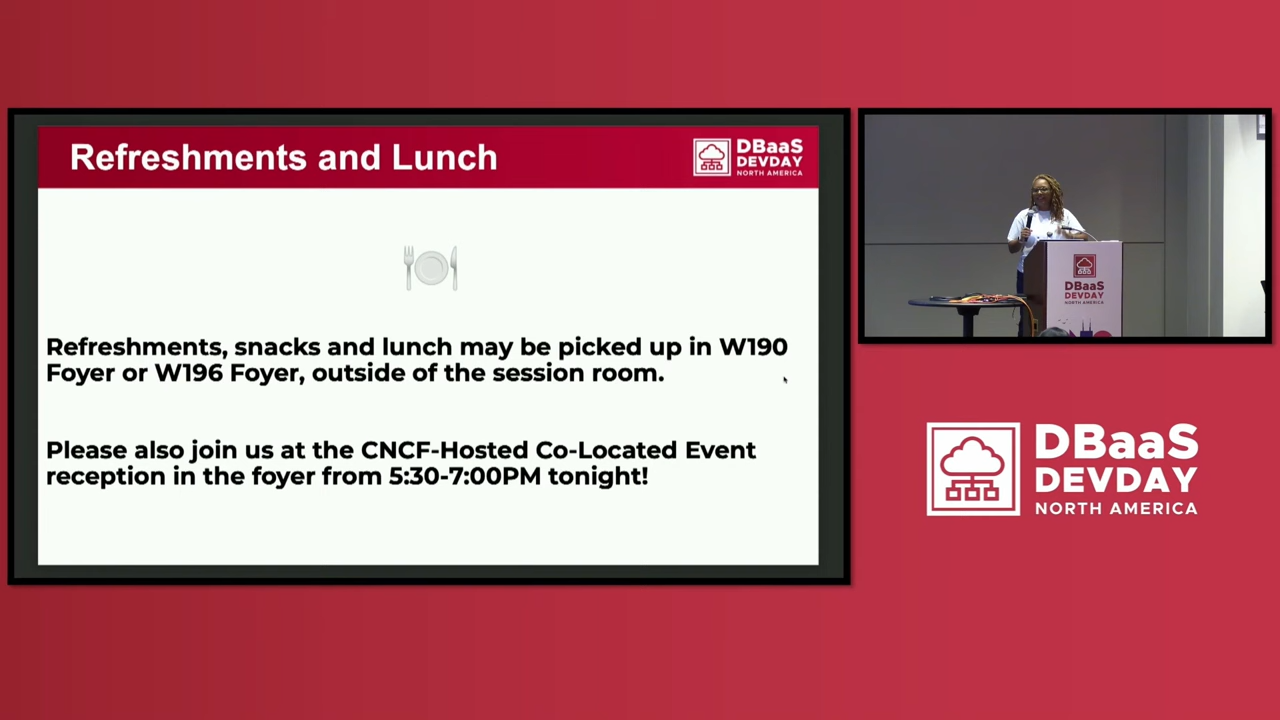 Refreshments and Lunch
DBaaS
DEVDAY
NORTH AMERICA
Refreshments, snacks and lunch may be picked up in W190
Foyer or W196 Foyer, outside of the session room.
Please also join us at the CNCF-Hosted Co-Located Event
reception in the foyer from 5:30-7:00PM tonight!
DBaaS
DEVDAY
NORTH AMERICA
DBaaS
DEVDAY
NORTH AMERICA